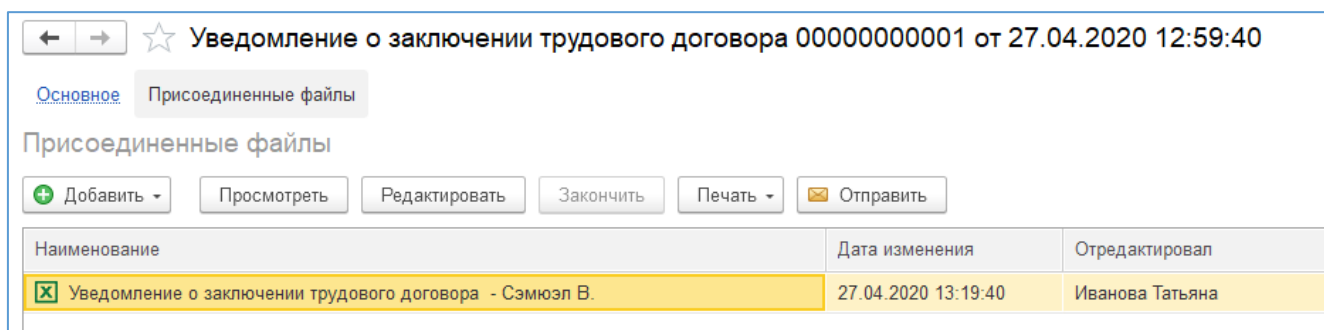 Уведомление о заключении трудового договора 00000000001 от 27.04.2020 12:59:40
Основное Присоединенные файлы
Присоединенные файлы
Добавить Просмотреть Редактировать Закончить Печать Отправить
Наименование Дата изменения Отредактировал
Уведомление о заключении трудового договора - Сэмюэл В. 27.04.2020 13:19:40 Иванова Татьяна